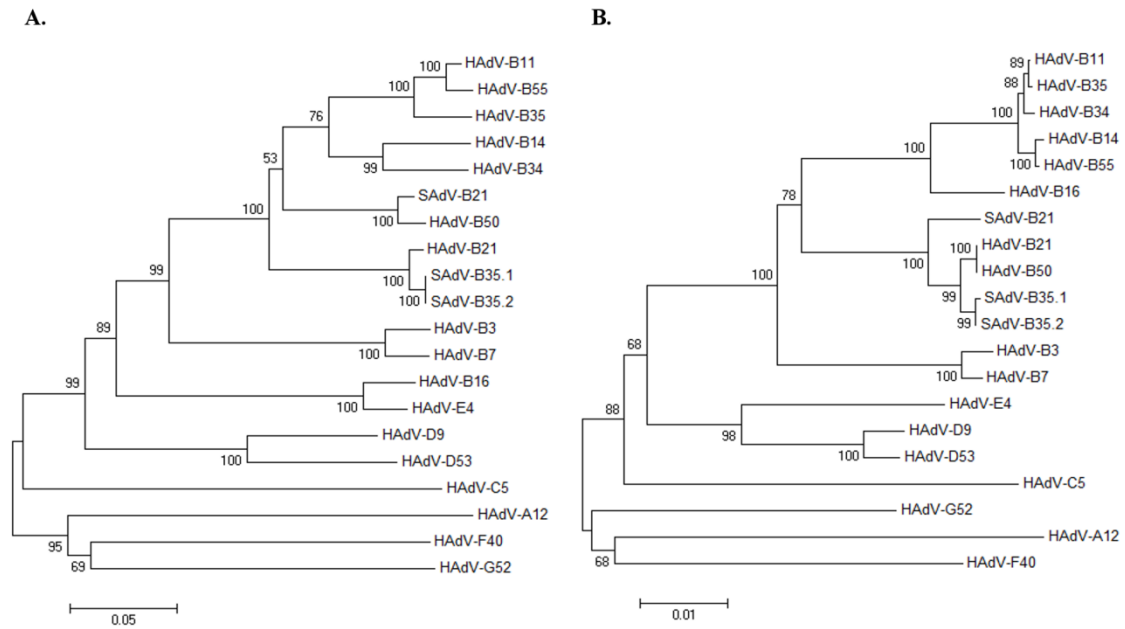 A.
HAdV-B11
100
HAdV-B55
100
HAdV-B35
76
HAdV-B14
99
HAdV-B34
53
SAdV-B21
100
HAdV-B50
100
HAdV-B21
100
SAdV-B35.1
100
SAdV-B35.2
99
HAdV-B3
100
HAdV-B7
89
HAdV-B16
100
HAdV-E4
99
HAdV-D9
100
HAdV-D53
HAdV-C5
HAdV-A12
95
HAdV-F40
69
HAdV-G52
0.05
B.
89
HAdV-B11
88
HAdV-B35
HAdV-B34
100
HAdV-B14
100
HAdV-B55
100
HAdV-B16
78
SAdV-B21
100
HAdV-B21
100
HAdV-B50
99
SAdV-B35.1
99
SAdV-B35.2
100
HAdV-B3
100
HAdV-B7
68
HAdV-E4
98
HAdV-D9
100
HAdV-D53
88
HAdV-C5
HAdV-G52
HAdV-A12
68
HAdV-F40
0.01